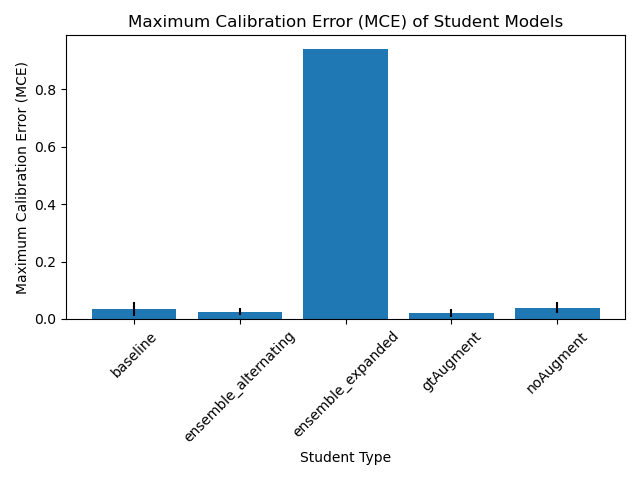 Maximum Calibration Error (MCE) of Student Models
Maximum Calibration Error (MCE)
0.8
0.6
0.4
0.2
0.0
baseline
ensemble_alternating
ensemble_expanded
gtAugment
noAugment
Student Type